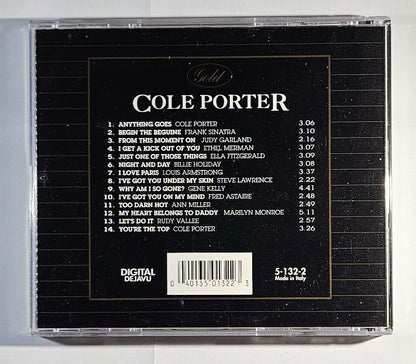 Gold
COLE PORTER
1. ANYTHING GOES COLE PORTER 3.06
2. BEGIN THE BEGUINE FRANK SINATRA 3.10
3. FROM THIS MOMENT ON JUDY GARLAND 2.16
4. I GET A KICK OUT OF YOU ETHEL MERMAN 3.07
5. JUST ONE OF THOSE THINGS ELLA FITZGERALD 3.09
6. NIGHT AND DAY BILLIE HOLIDAY 3.08
7. I LOVE PARIS LOUIS ARMSTRONG 3.21
8. I'VE GOT YOU UNDER MY SKIN STEVE LAWRENCE 2.22
9. WHY AM I SO GONE? GENE KELLY 4.41
10. I'VE GOT YOU ON MY MIND FRED ASTAIRE 2.49
11. TOO DARN HOT ANN MILLER 3.21
12. MY HEART BELONGS TO DADDY MARILYN MONROE 5.11
13. LET'S DO IT RUDY VALLEE 2.57
14. YOU'RE THE TOP COLE PORTER 3.26
DIGITAL
DEJAVU
0 40135 01322 3
5-132-2
Made in Italy